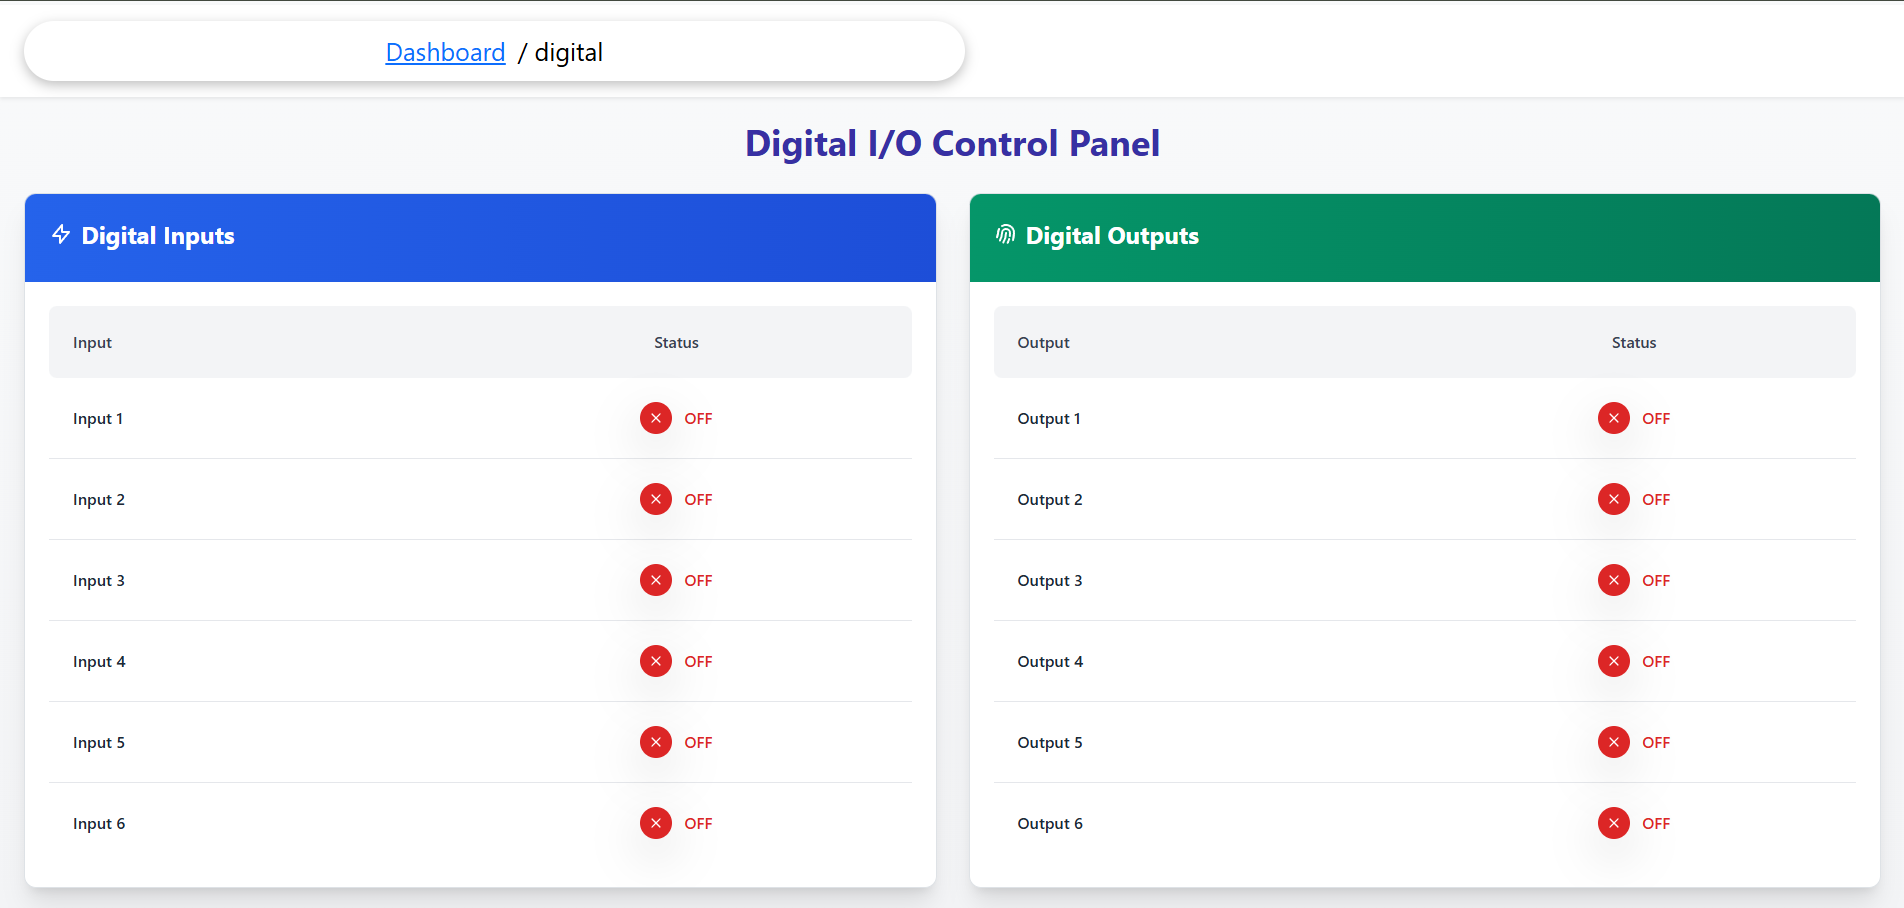 Dashboard / digital
Digital I/O Control Panel
Digital Inputs
Input Status
Input 1 OFF
Input 2 OFF
Input 3 OFF
Input 4 OFF
Input 5 OFF
Input 6 OFF
Digital Outputs
Output Status
Output 1 OFF
Output 2 OFF
Output 3 OFF
Output 4 OFF
Output 5 OFF
Output 6 OFF